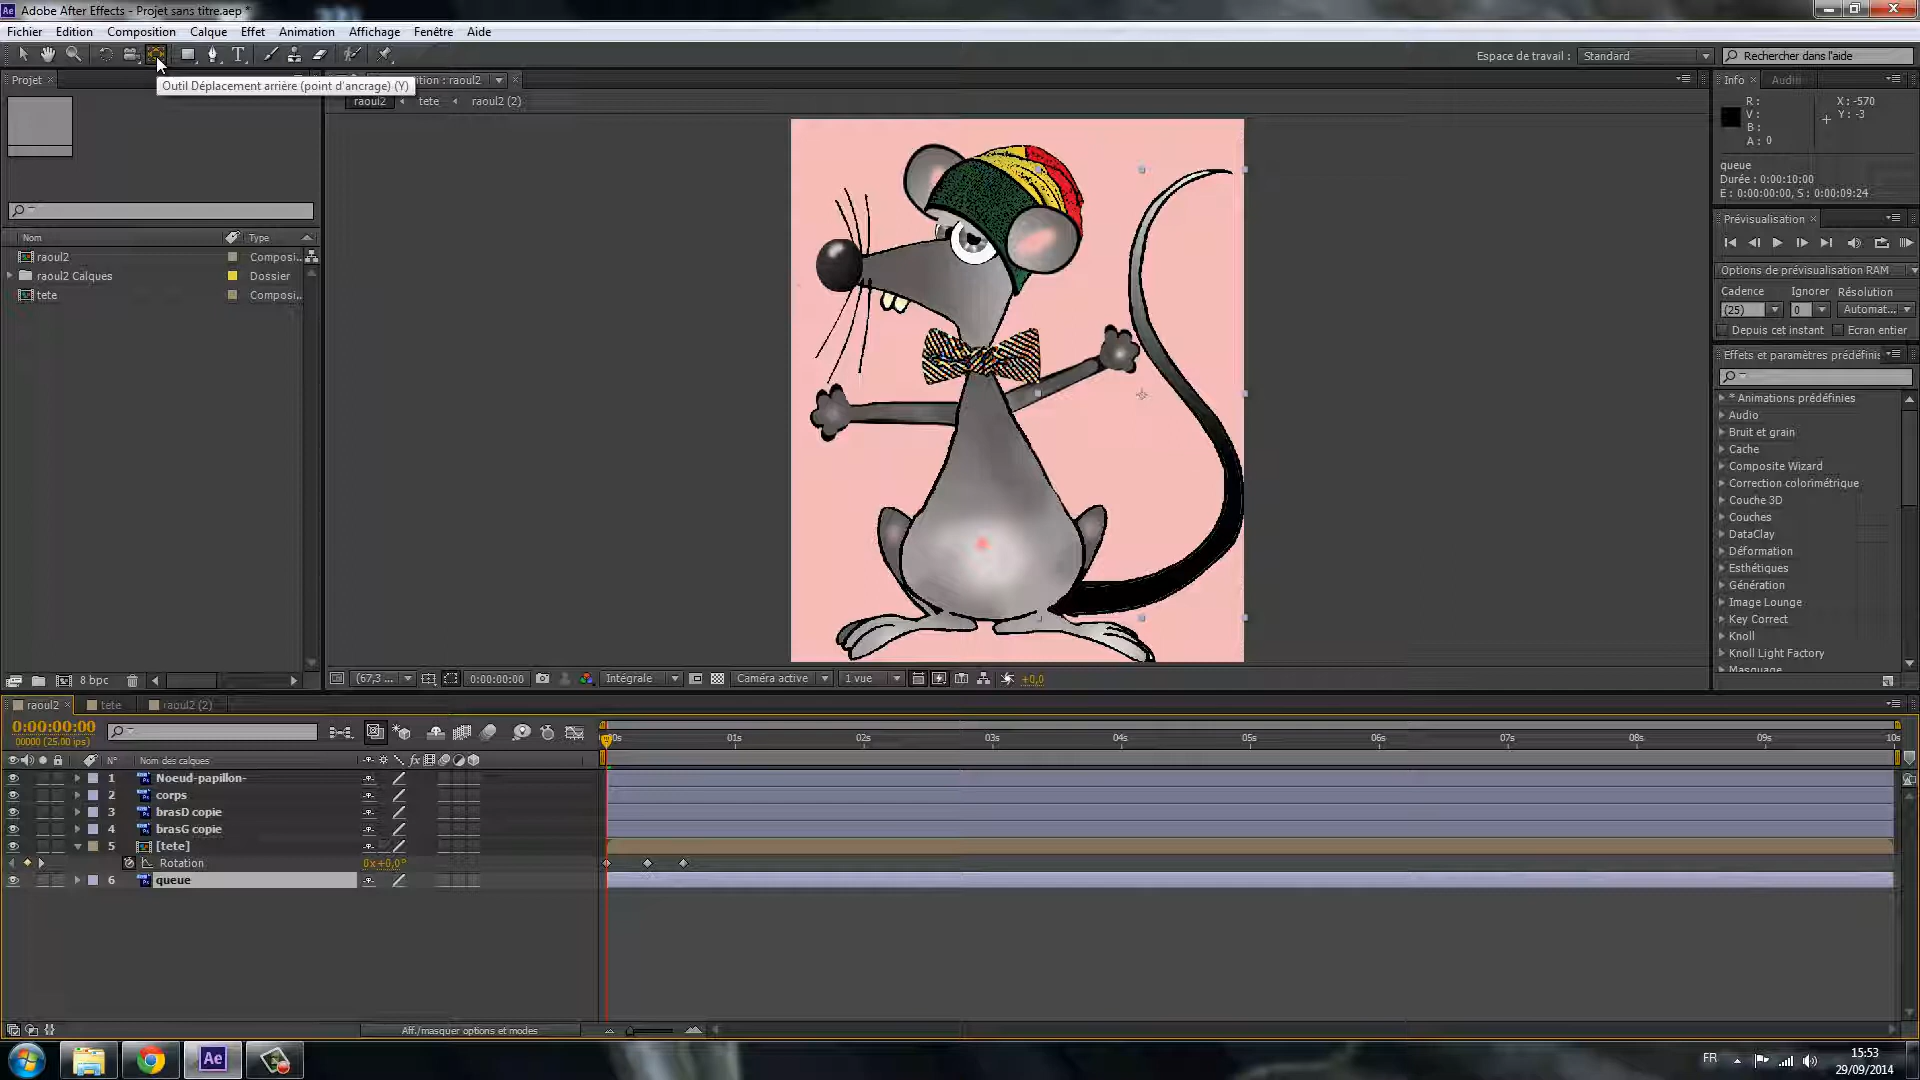 Adobe After Effects - Projet sans titre.aep *
Fichier Edition Composition Calque Effet Animation Affichage Fenêtre Aide
Espace de travail : Standard
Rechercher dans l'aide
Outil Déplacement arrière (point d'ancrage) (Y)
Projet
ition : raoul2
raoul2 tete raoul2 (2)
Info Audi
R :
V :
B :
A : 0
X : -570
Y : -3
queue
Durée : 0:00:10:00
E : 0:00:00:00, S : 0:00:09:24
Prévisualisation
Options de prévisualisation RAM
Cadence Ignorer Résolution
(25) 0 Automat...
Depuis cet instant Ecran entier
Effets et paramètres prédéfinis
* Animations prédéfinies
Audio
Bruit et grain
Cache
Composite Wizard
Correction colorimétrique
Couche 3D
Couches
DataClay
Déformation
Esthétiques
Génération
Image Lounge
Key Correct
Knoll
Knoll Light Factory
Masquage
Nom Type
raoul2 Composi...
raoul2 Calques Dossier
tete Composi...
8 bpc
(67,3 ... 0:00:00:00 Intégrale Caméra active 1 vue +0,0
raoul2 tete raoul2 (2)
0:00:00:00
00000 (25.00 ips)
00s 01s 02s 03s 04s 05s 06s 07s 08s 09s 10s
N° Nom des calques fx
1 Noeud-papillon-
2 corps
3 brasD copie
4 brasG copie
5 [tete]
Rotation 0x+0,0°
6 queue
Aff./masquer options et modes
Ae
FR
15:53
29/09/2014